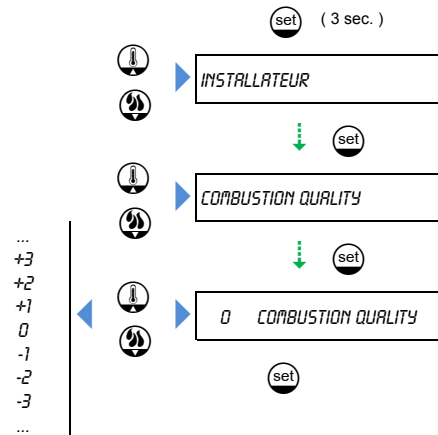 set ( 3 sec. )
INSTALLATEUR
set
COMBUSTION QUALITY
set
...
+3
+2
+1
0
-1
-2
-3
...
0 COMBUSTION QUALITY
set